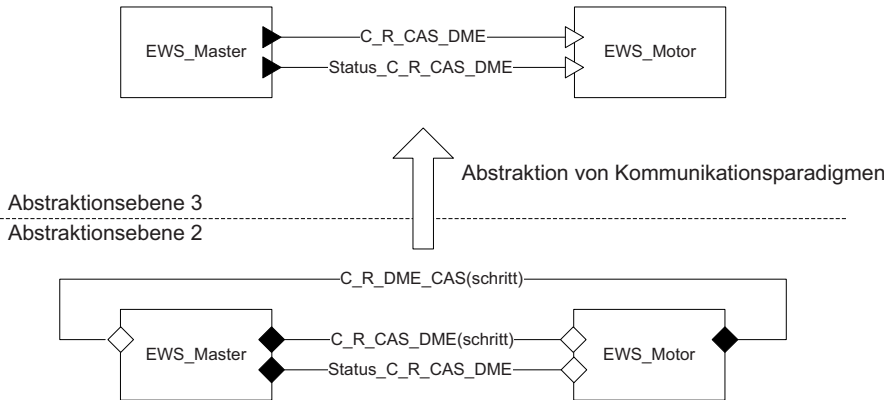 C_R_CAS_DME
EWS_Master
EWS_Motor
Status_C_R_CAS_DME
Abstraktion von Kommunikationsparadigmen
Abstraktionsebene 3
Abstraktionsebene 2
C_R_DME_CAS(schritt)
C_R_CAS_DME(schritt)
EWS_Master
EWS_Motor
Status_C_R_CAS_DME